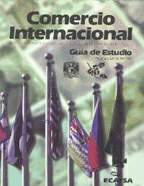 Comercio
Internacional
Guía de Estudio
ECAFSA